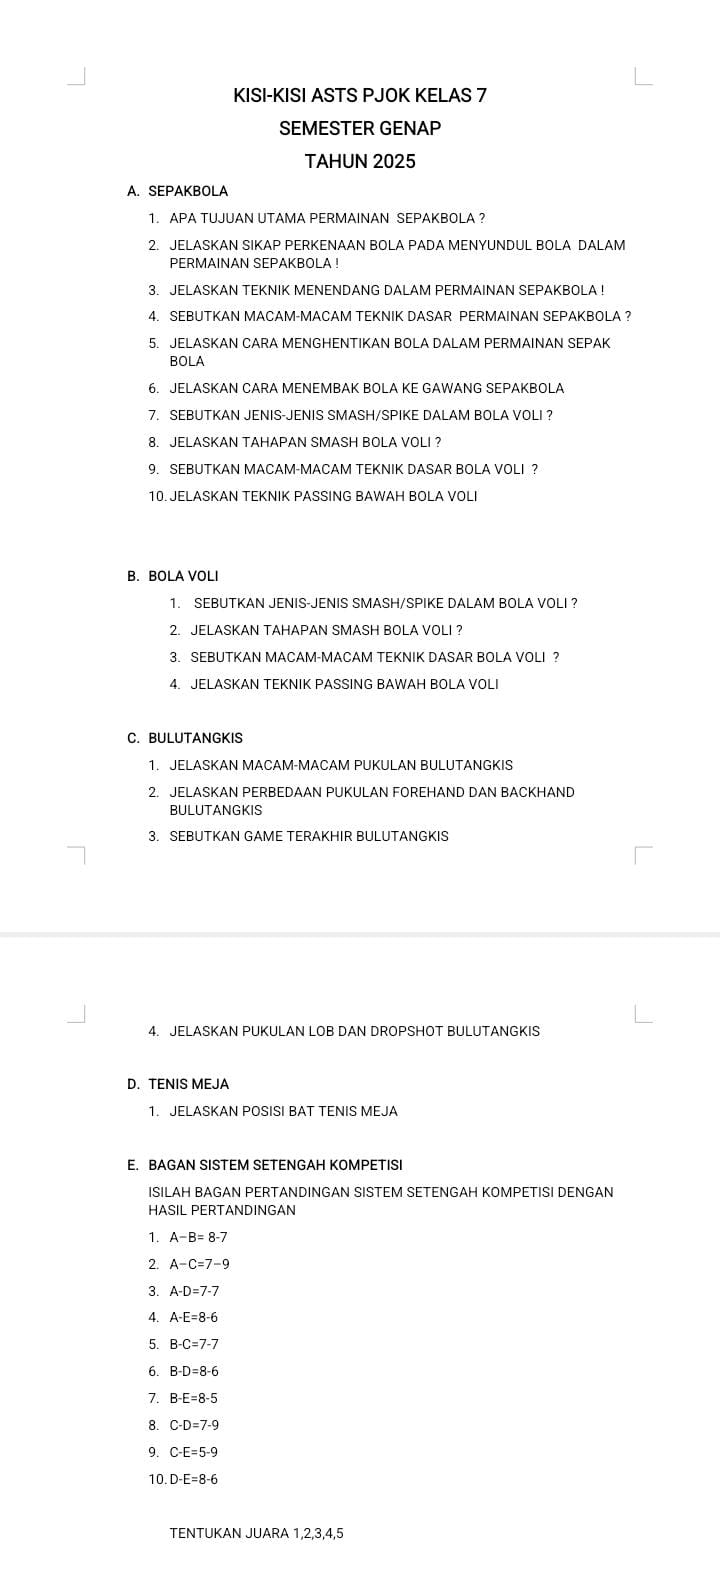 KISI-KISI ASTS PJOK KELAS 7
SEMESTER GENAP
TAHUN 2025
A. SEPAKBOLA
1. APA TUJUAN UTAMA PERMAINAN SEPAKBOLA ?
2. JELASKAN SIKAP PERKENAAN BOLA PADA MENYUNDUL BOLA DALAM
PERMAINAN SEPAKBOLA !
3. JELASKAN TEKNIK MENENDANG DALAM PERMAINAN SEPAKBOLA !
4. SEBUTKAN MACAM-MACAM TEKNIK DASAR PERMAINAN SEPAKBOLA ?
5. JELASKAN CARA MENGHENTIKAN BOLA DALAM PERMAINAN SEPAK
BOLA
6. JELASKAN CARA MENEMBAK BOLA KE GAWANG SEPAKBOLA
7. SEBUTKAN JENIS-JENIS SMASH/SPIKE DALAM BOLA VOLI ?
8. JELASKAN TAHAPAN SMASH BOLA VOLI ?
9. SEBUTKAN MACAM-MACAM TEKNIK DASAR BOLA VOLI ?
10. JELASKAN TEKNIK PASSING BAWAH BOLA VOLI
B. BOLA VOLI
1. SEBUTKAN JENIS-JENIS SMASH/SPIKE DALAM BOLA VOLI ?
2. JELASKAN TAHAPAN SMASH BOLA VOLI ?
3. SEBUTKAN MACAM-MACAM TEKNIK DASAR BOLA VOLI ?
4. JELASKAN TEKNIK PASSING BAWAH BOLA VOLI
C. BULUTANGKIS
1. JELASKAN MACAM-MACAM PUKULAN BULUTANGKIS
2. JELASKAN PERBEDAAN PUKULAN FOREHAND DAN BACKHAND
BULUTANGKIS
3. SEBUTKAN GAME TERAKHIR BULUTANGKIS
4. JELASKAN PUKULAN LOB DAN DROPSHOT BULUTANGKIS
D. TENIS MEJA
1. JELASKAN POSISI BAT TENIS MEJA
E. BAGAN SISTEM SETENGAH KOMPETISI
ISILAH BAGAN PERTANDINGAN SISTEM SETENGAH KOMPETISI DENGAN
HASIL PERTANDINGAN
1. A–B= 8-7
2. A–C=7–9
3. A-D=7-7
4. A-E=8-6
5. B-C=7-7
6. B-D=8-6
7. B-E=8-5
8. C-D=7-9
9. C-E=5-9
10. D-E=8-6
TENTUKAN JUARA 1,2,3,4,5